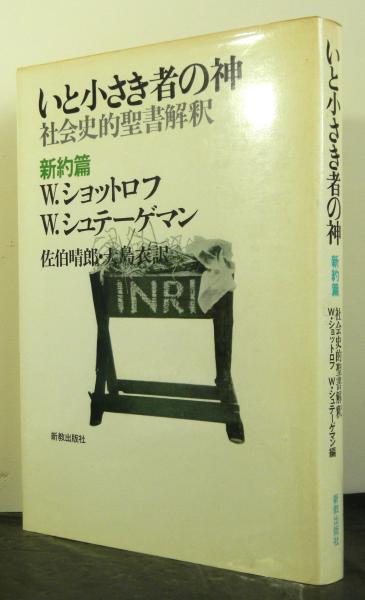 いと小さき者の神
社会史的聖書解釈
新約篇
W.ショットロフ
W.シュテーゲマン
佐伯晴郎・大島衣訳
INRI
新教出版社
いと小さき者の神
新約篇
社会史的聖書解釈
W・ショットロフ W・シュテーゲマン編
新教出版社